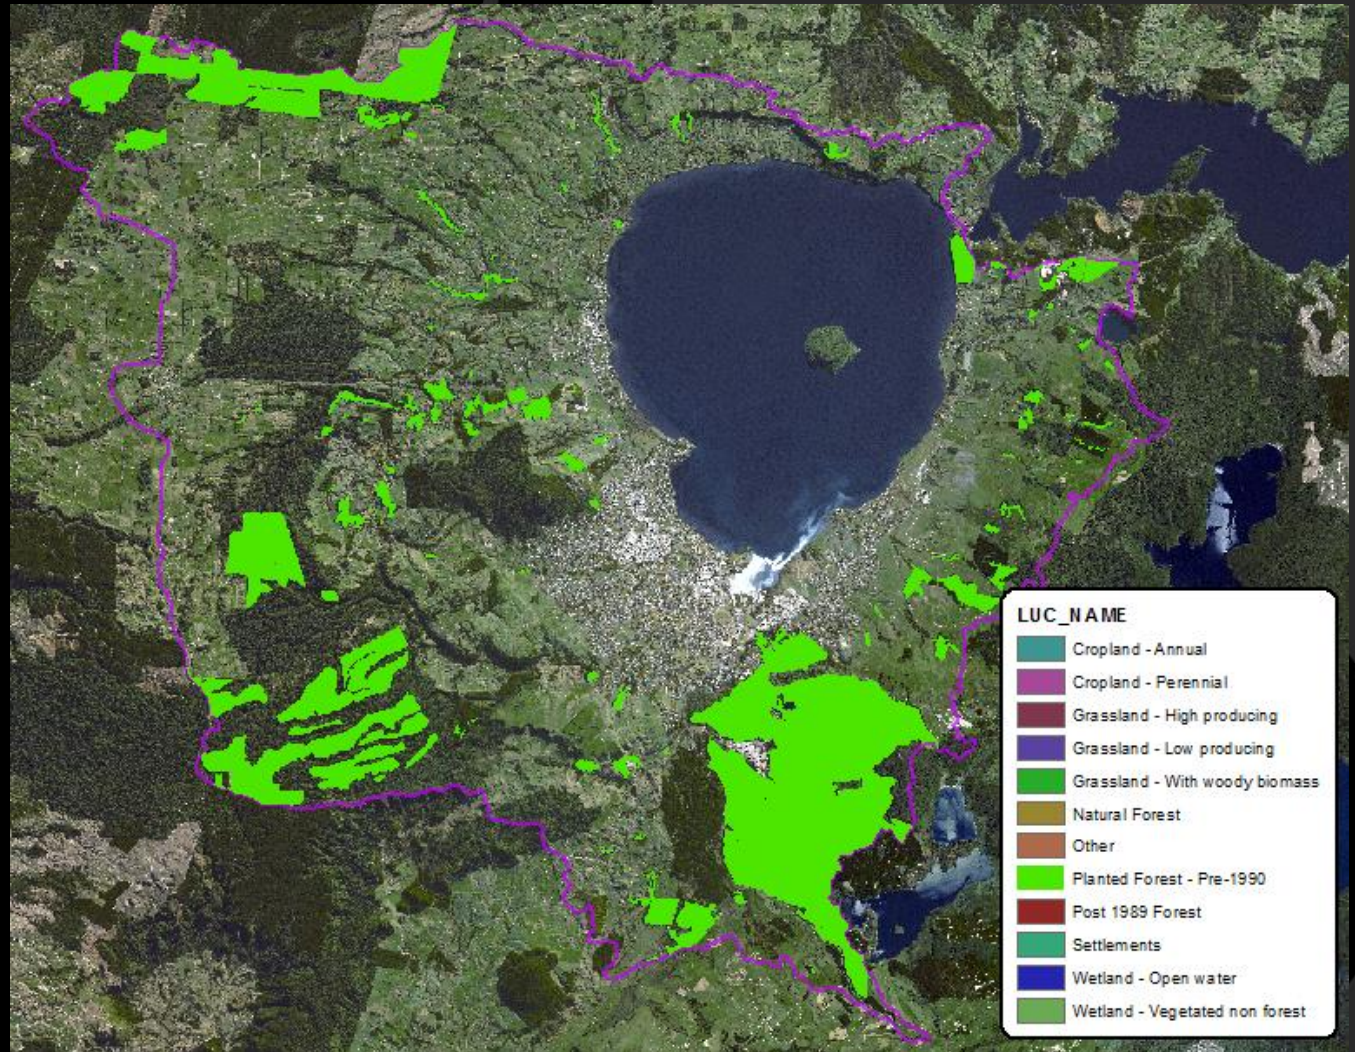 LUC_NAME
Cropland - Annual
Cropland - Perennial
Grassland - High producing
Grassland - Low producing
Grassland - With woody biomass
Natural Forest
Other
Planted Forest - Pre-1990
Post 1989 Forest
Settlements
Wetland - Open water
Wetland - Vegetated non forest